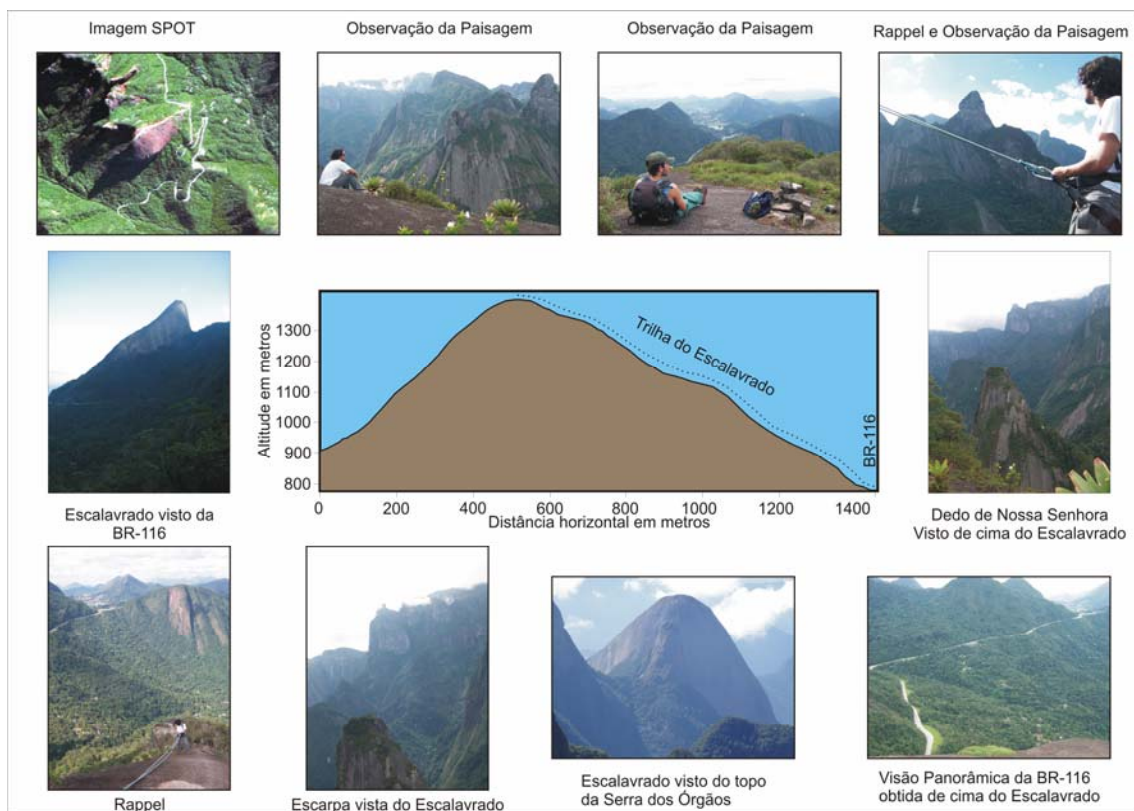 Imagem SPOT
Observação da Paisagem
Observação da Paisagem
Rappel e Observação da Paisagem
Altitude em metros
1300
1200
1100
1000
900
800
Trilha do Escalavrado
BR-116
0
200
400
600
800
1000
1200
1400
Distância horizontal em metros
Escalavrado visto da
BR-116
Dedo de Nossa Senhora
Visto de cima do Escalavrado
Rappel
Escarpa vista do Escalavrado
Escalavrado visto do topo
da Serra dos Órgãos
Visão Panorâmica da BR-116
obtida de cima do Escalavrado